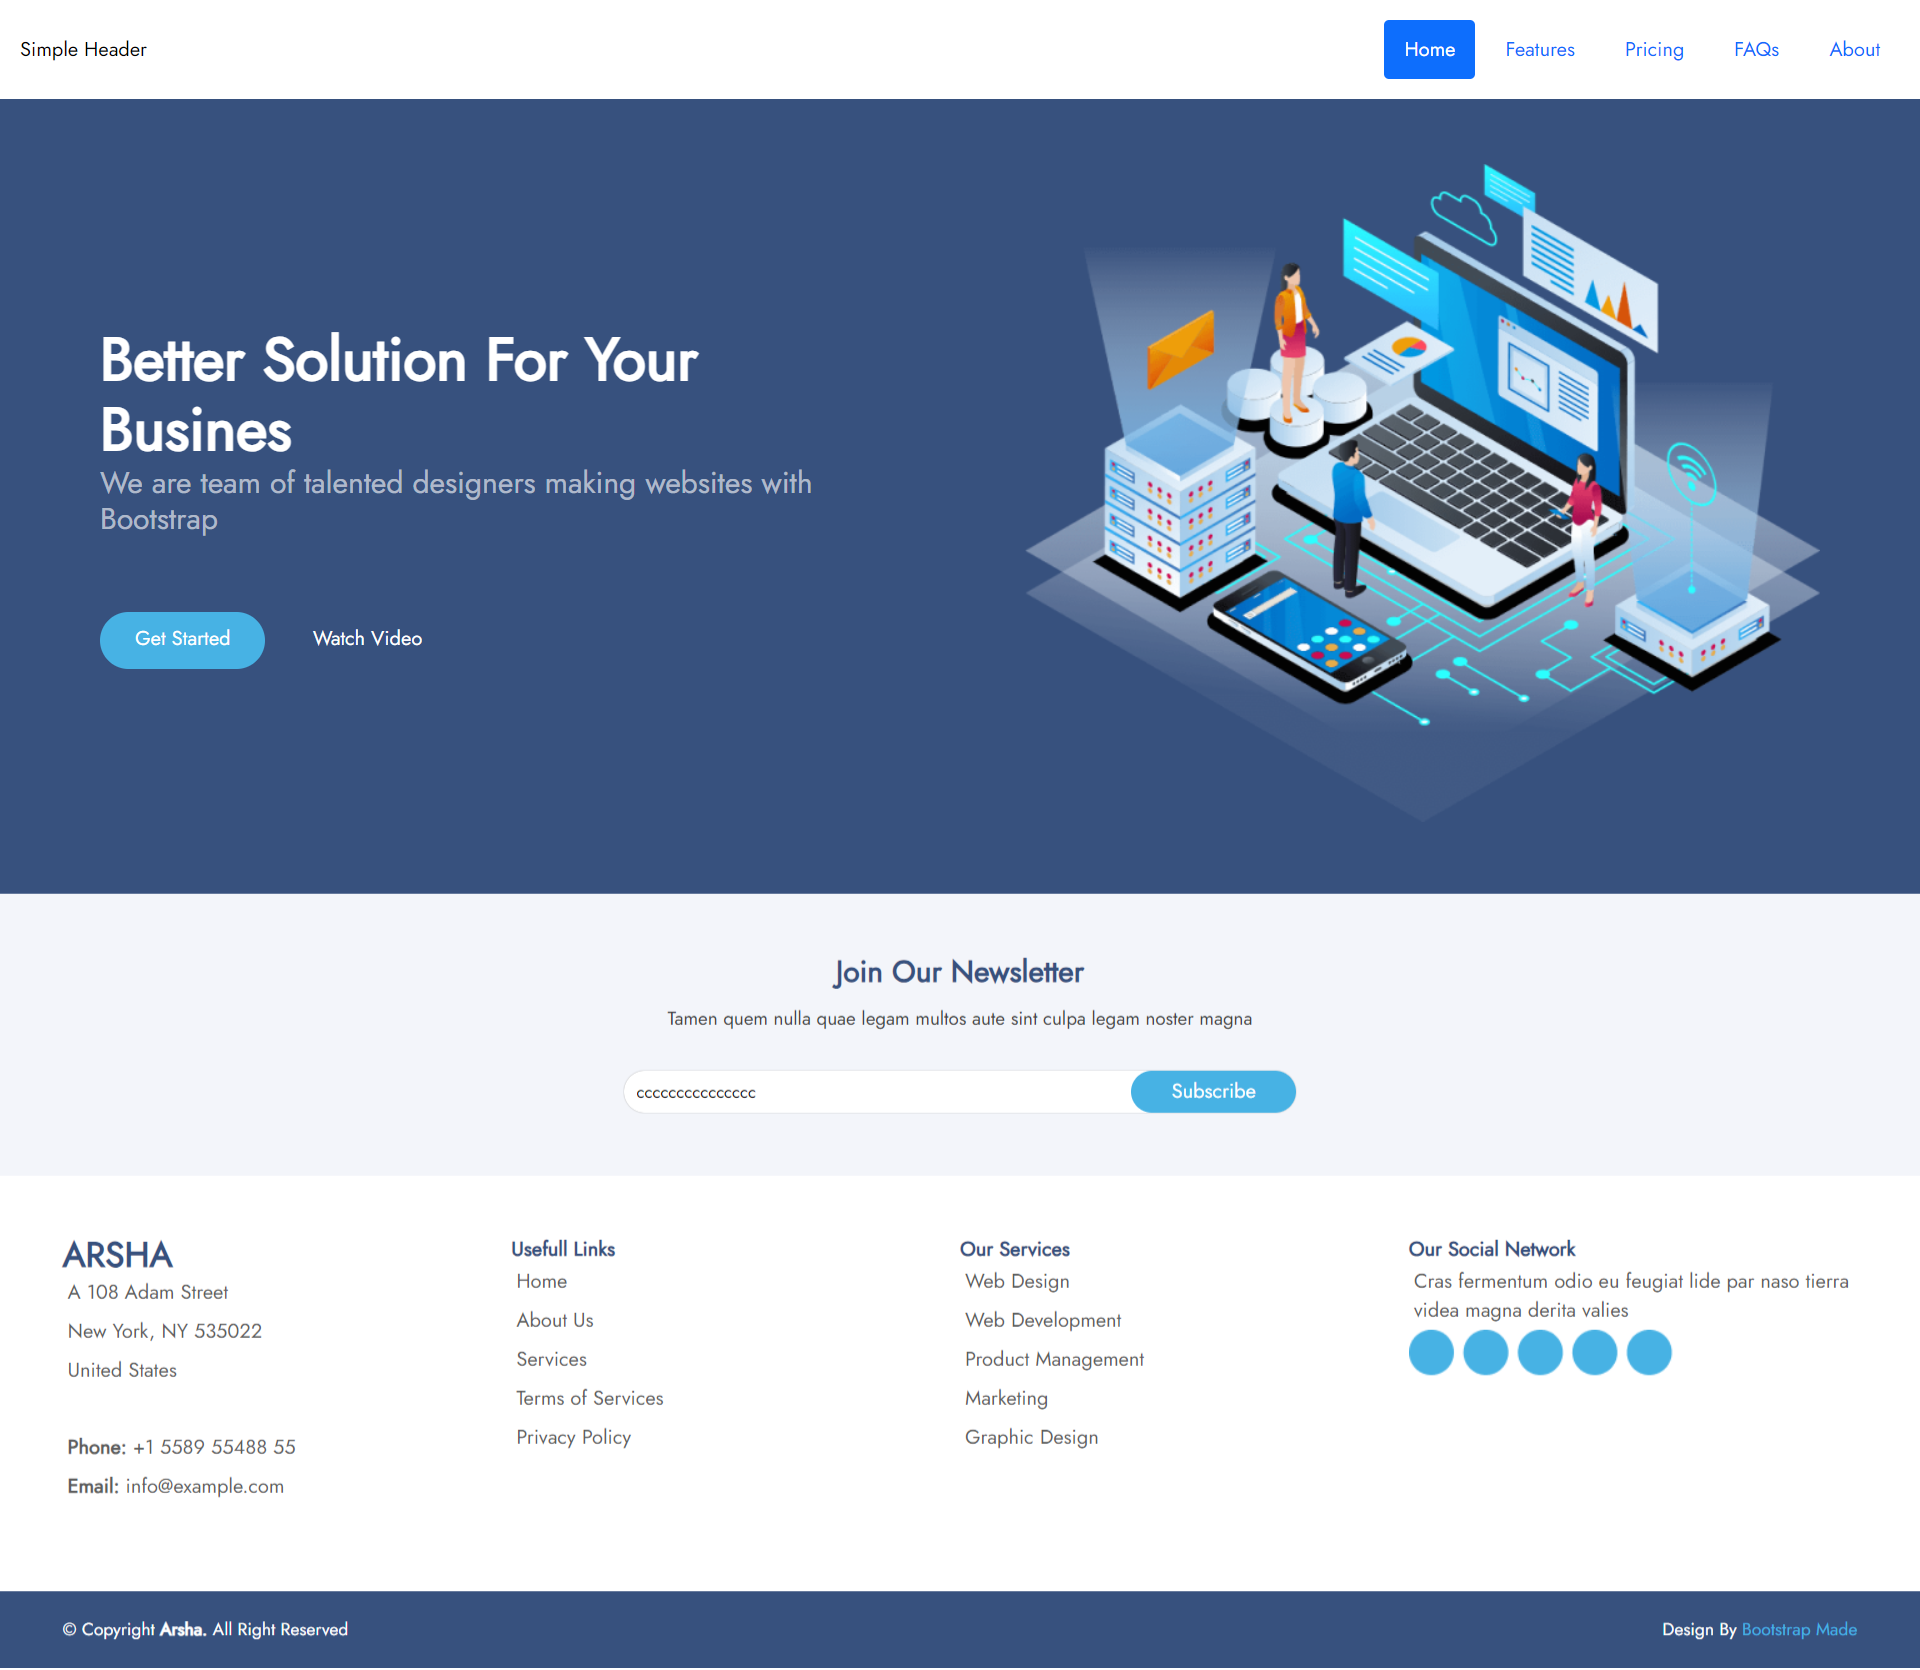 Simple Header
Home Features Pricing FAQs About
Better Solution For Your
Busines
We are team of talented designers making websites with
Bootstrap
Get Started Watch Video
Join Our Newsletter
Tamen quem nulla quae legam multos aute sint culpa legam noster magna
ccccccccccccccc Subscribe
ARSHA
A 108 Adam Street
New York, NY 535022
United States
Phone: +1 5589 55488 55
Email: info@example.com
Usefull Links
Home
About Us
Services
Terms of Services
Privacy Policy
Our Services
Web Design
Web Development
Product Management
Marketing
Graphic Design
Our Social Network
Cras fermentum odio eu feugiat lide par naso tierra
videa magna derita valies
© Copyright Arsha. All Right Reserved
Design By Bootstrap Made